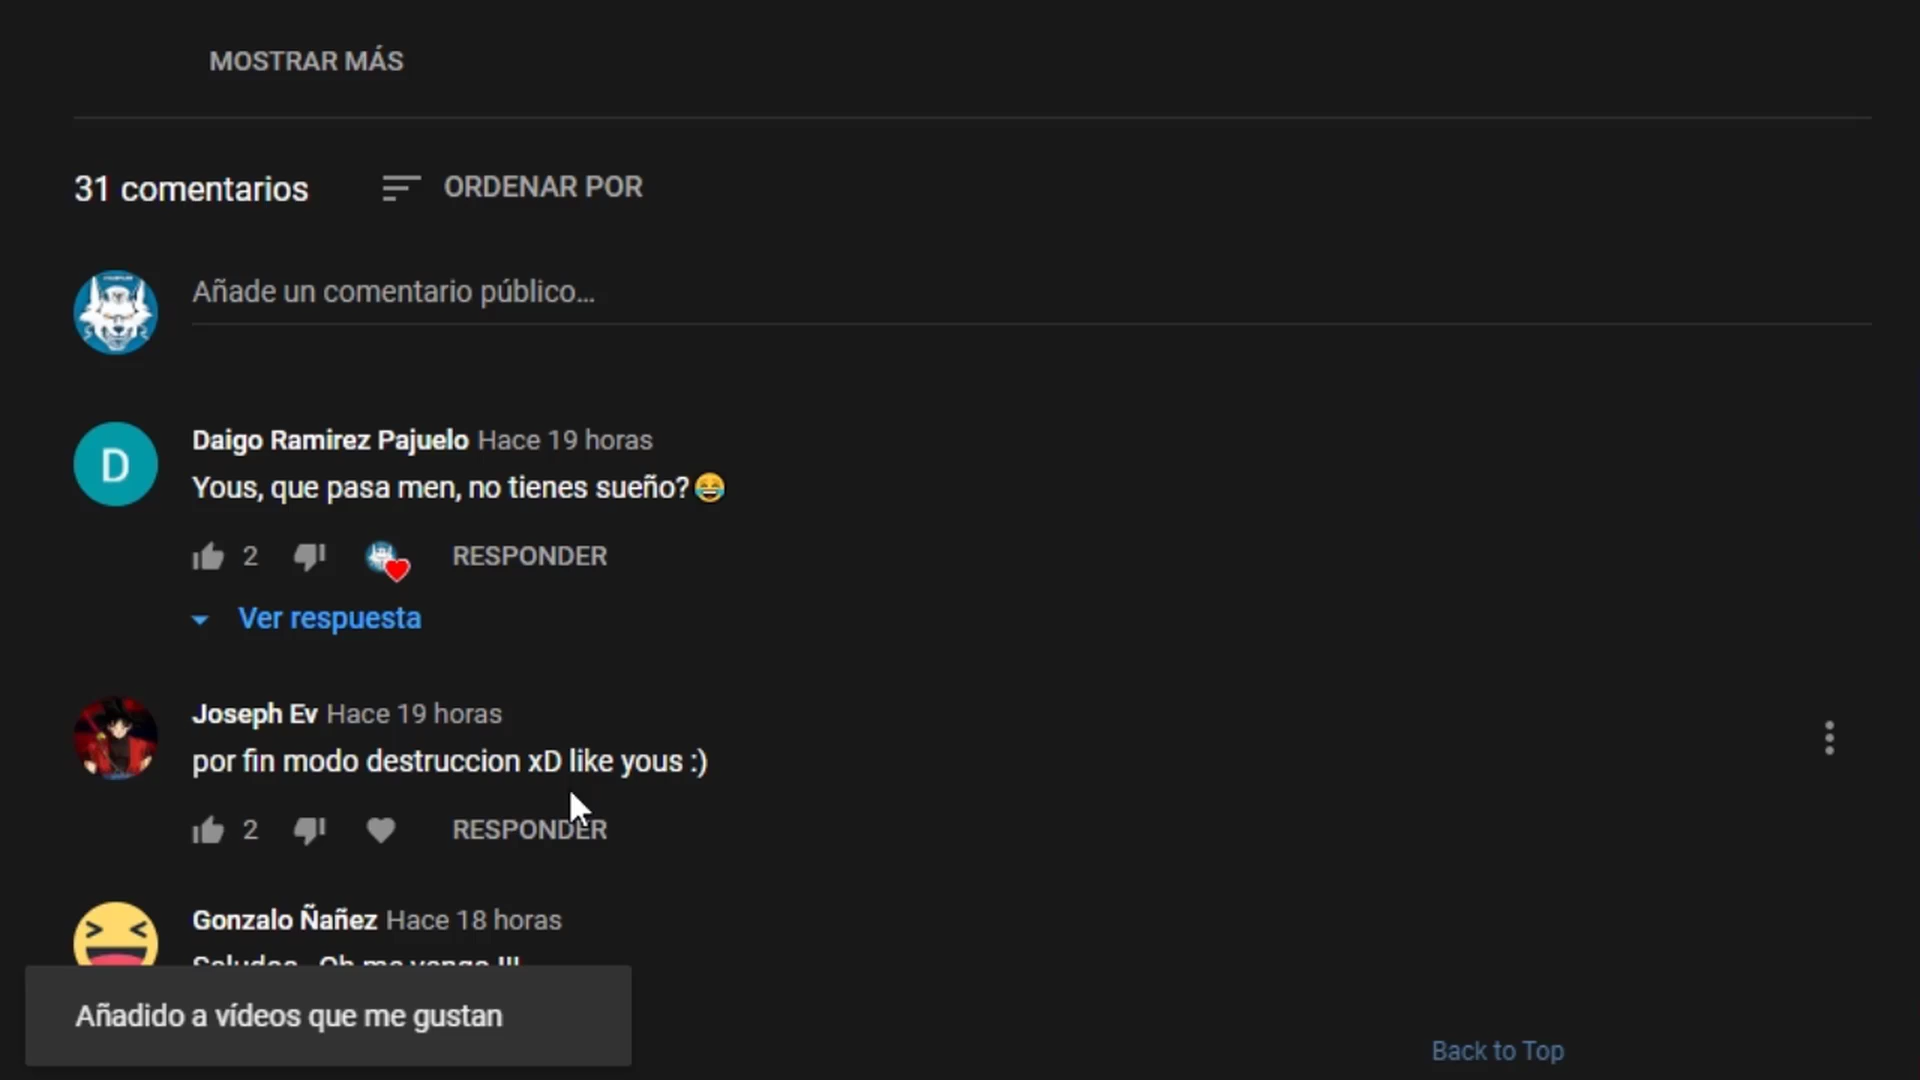 MOSTRAR MÁS
31 comentarios
ORDENAR POR
Añade un comentario público...
Daigo Ramirez Pajuelo Hace 19 horas
Yous, que pasa men, no tienes sueño?😂
2
RESPONDER
Ver respuesta
Joseph Ev Hace 19 horas
por fin modo destruccion xD like yous :)
2
RESPONDER
Gonzalo Ñañez Hace 18 horas
Añadido a vídeos que me gustan
Back to Top